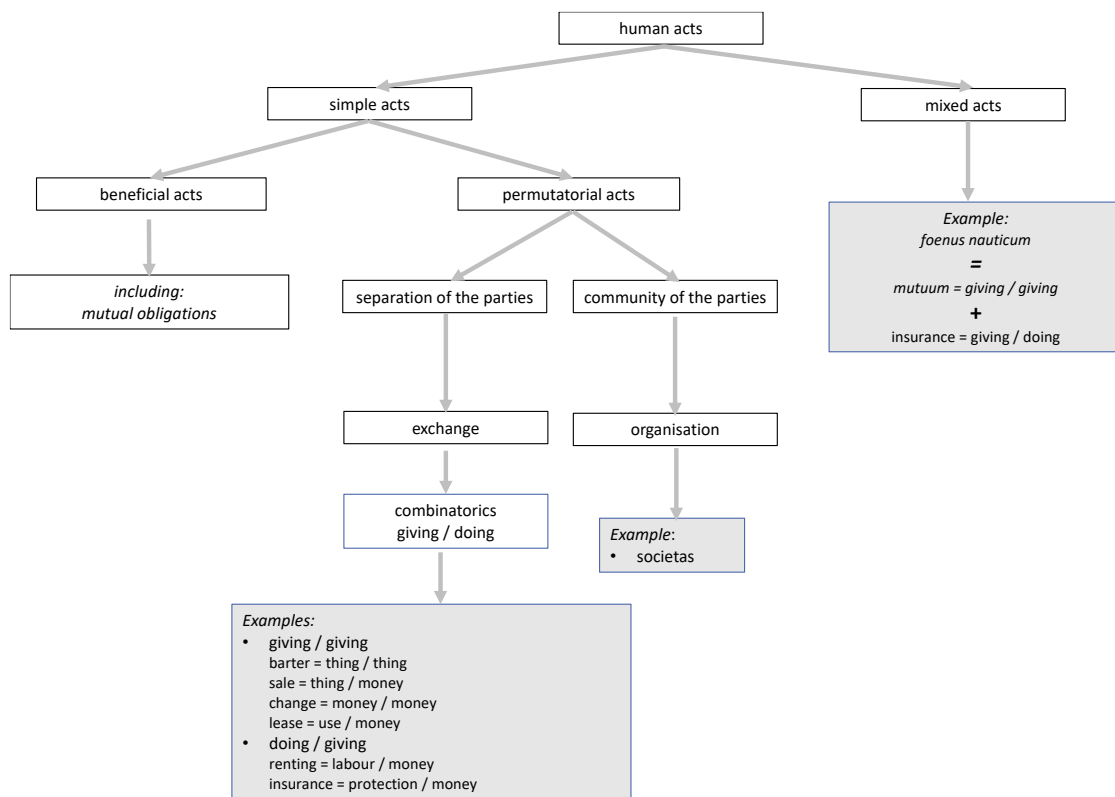 human acts
simple acts
mixed acts
beneficial acts
permutatorial acts
Example:
foenus nauticum
=
mutuum = giving / giving
+
insurance = giving / doing
including:
mutual obligations
separation of the parties
community of the parties
exchange
organisation
combinatorics
giving / doing
Example:
• societas
Examples:
• giving / giving
barter = thing / thing
sale = thing / money
change = money / money
lease = use / money
• doing / giving
renting = labour / money
insurance = protection / money